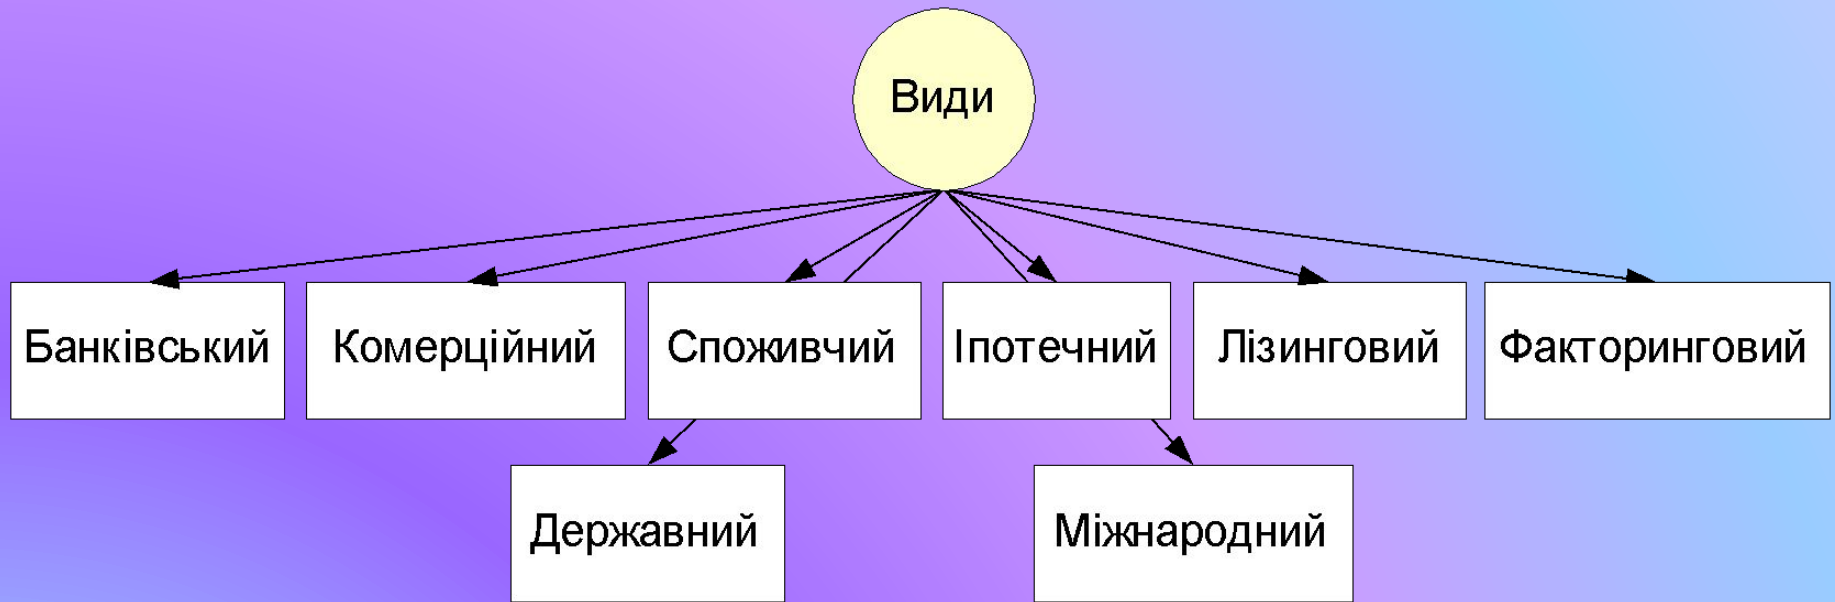 Види
Банківський
Комерційний
Споживчий
Іпотечний
Лізинговий
Факторинговий
Державний
Міжнародний